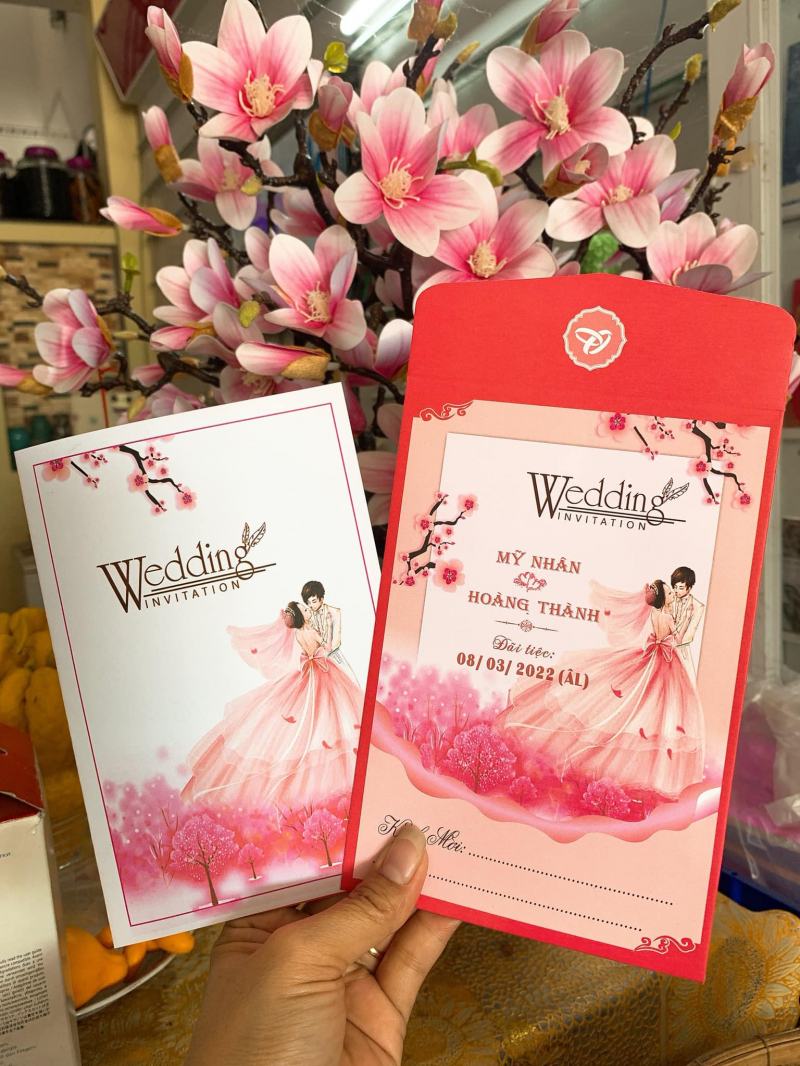 Wedding
INVITATION
Wedding
INVITATION
MỸ NHÂN
HOÀNG THÀNH
Đãi tiệc:
08/ 03/ 2022 (ÂL)
Kính Mời: